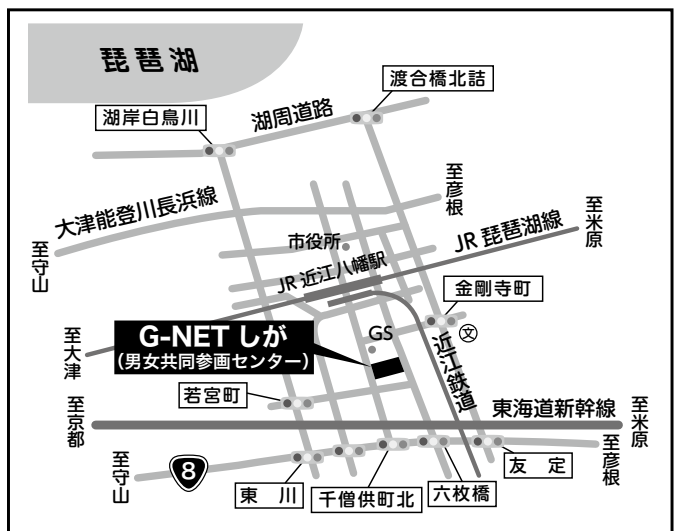 琵琶湖
渡合橋北詰
湖岸白鳥川
湖周道路
至彦根
大津能登川長浜線
至米原
至守山
市役所
JR 琵琶湖線
JR 近江八幡駅
金剛寺町
文
G-NET しが
(男女共同参画センター)
GS
近江鉄道
至大津
若宮町
至京都
東海道新幹線
至米原
至守山
8
東 川
千僧供町北
六枚橋
友 定
至彦根